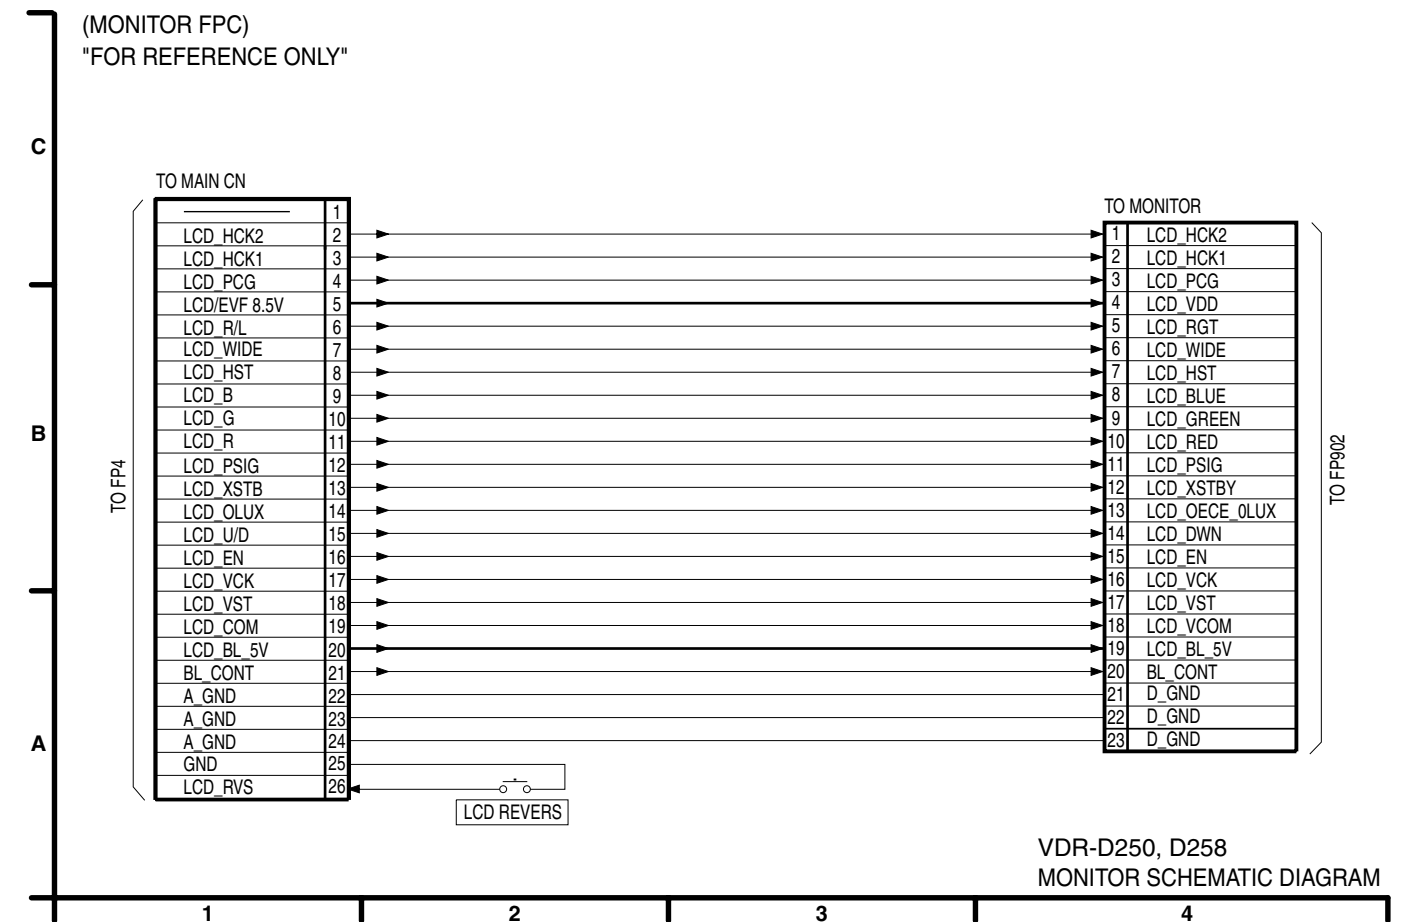 (MONITOR FPC)
"FOR REFERENCE ONLY"
C
B
A
TO MAIN CN
TO FP4
1
LCD_HCK2 2
LCD_HCK1 3
LCD_PCG 4
LCD/EVF 8.5V 5
LCD_R/L 6
LCD_WIDE 7
LCD_HST 8
LCD_B 9
LCD_G 10
LCD_R 11
LCD_PSIG 12
LCD_XSTB 13
LCD_OLUX 14
LCD_U/D 15
LCD_EN 16
LCD_VCK 17
LCD_VST 18
LCD_COM 19
LCD_BL_5V 20
BL_CONT 21
A_GND 22
A_GND 23
A_GND 24
GND 25
LCD_RVS 26
LCD REVERS
TO MONITOR
1 LCD_HCK2
2 LCD_HCK1
3 LCD_PCG
4 LCD_VDD
5 LCD_RGT
6 LCD_WIDE
7 LCD_HST
8 LCD_BLUE
9 LCD_GREEN
10 LCD_RED
11 LCD_PSIG
12 LCD_XSTBY
13 LCD_OECE_0LUX
14 LCD_DWN
15 LCD_EN
16 LCD_VCK
17 LCD_VST
18 LCD_VCOM
19 LCD_BL_5V
20 BL_CONT
21 D_GND
22 D_GND
23 D_GND
TO FP902
VDR-D250, D258
MONITOR SCHEMATIC DIAGRAM
1 2 3 4